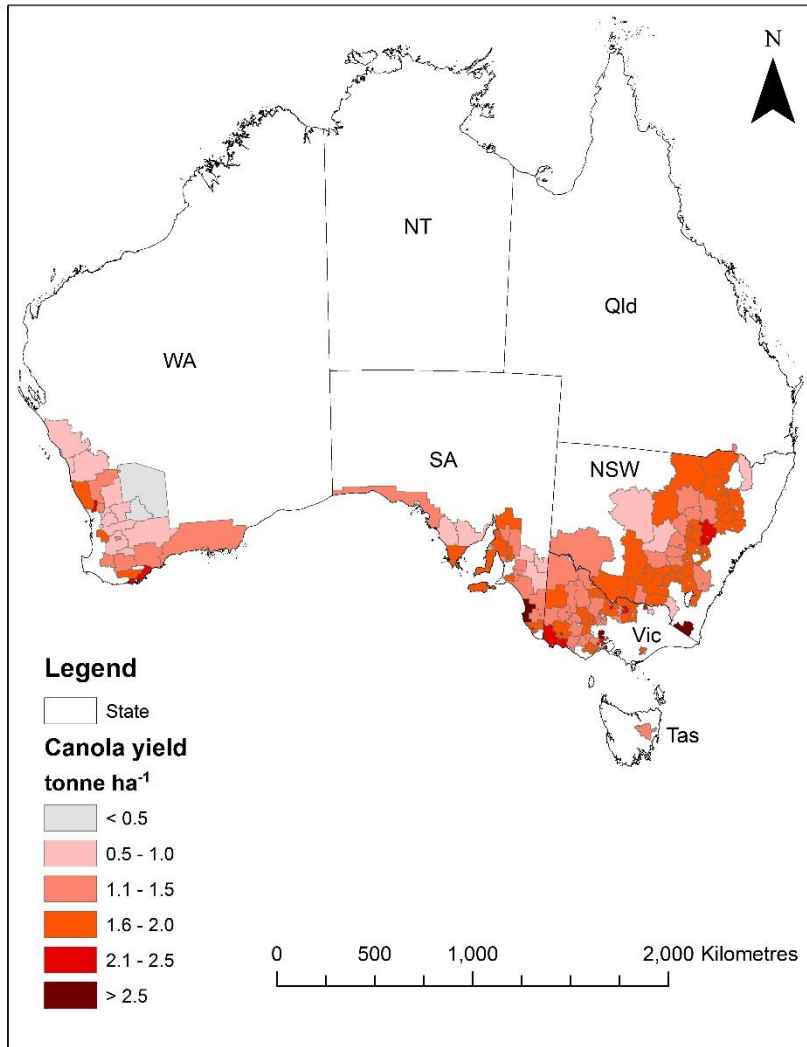 N
NT
Qld
WA
SA
NSW
Vic
Tas
Legend
State
Canola yield
tonne ha⁻¹
< 0.5
0.5 - 1.0
1.1 - 1.5
1.6 - 2.0
2.1 - 2.5
> 2.5
0 500 1,000 2,000 Kilometres